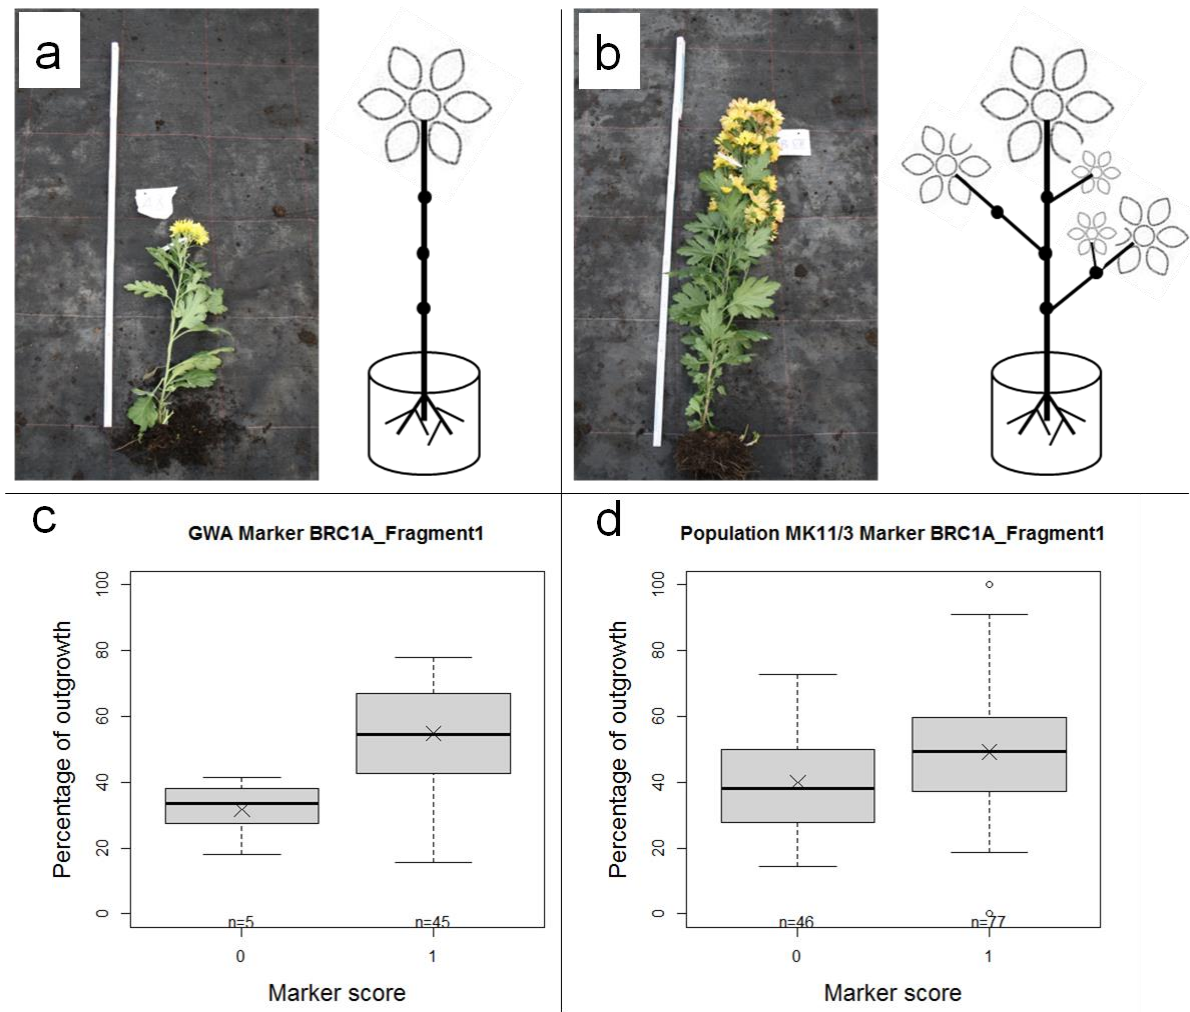 a
b
c
GWA Marker BRC1A_Fragment1
Percentage of outgrowth
100
80
60
40
20
0
n=5
n=45
0
1
Marker score
d
Population MK11/3 Marker BRC1A_Fragment1
Percentage of outgrowth
100
80
60
40
20
0
n=46
n=77
0
1
Marker score